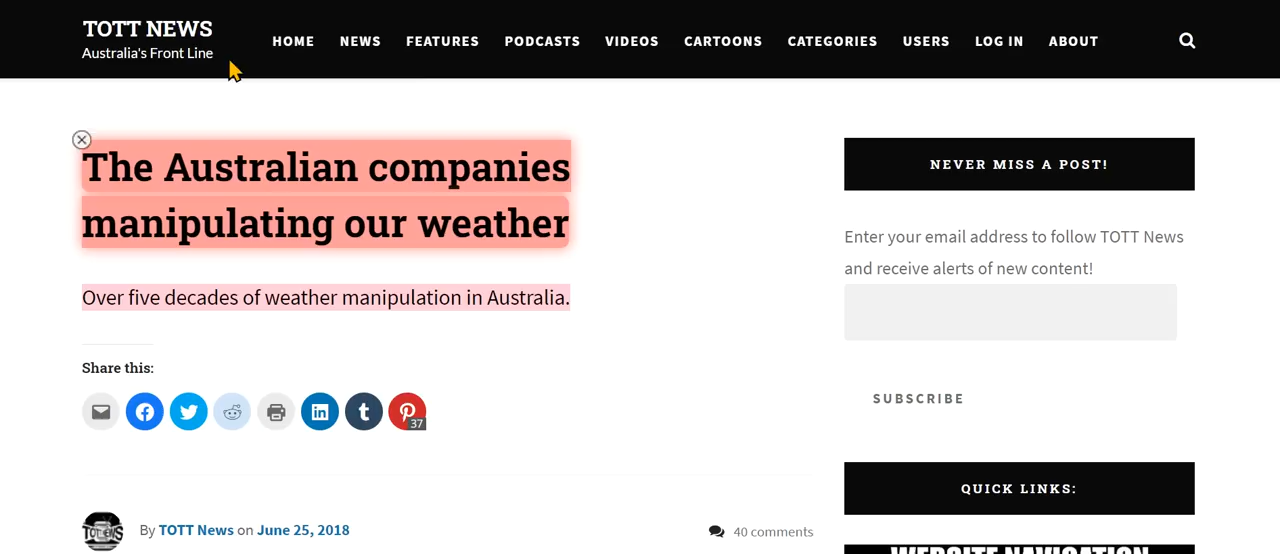 TOTT NEWS
Australia's Front Line
HOME NEWS FEATURES PODCASTS VIDEOS CARTOONS CATEGORIES USERS LOG IN ABOUT
The Australian companies
manipulating our weather
Over five decades of weather manipulation in Australia.
Share this:
37
By TOTT News on June 25, 2018
40 comments
NEVER MISS A POST!
Enter your email address to follow TOTT News
and receive alerts of new content!
SUBSCRIBE
QUICK LINKS:
WEBSITE NAVIGATION